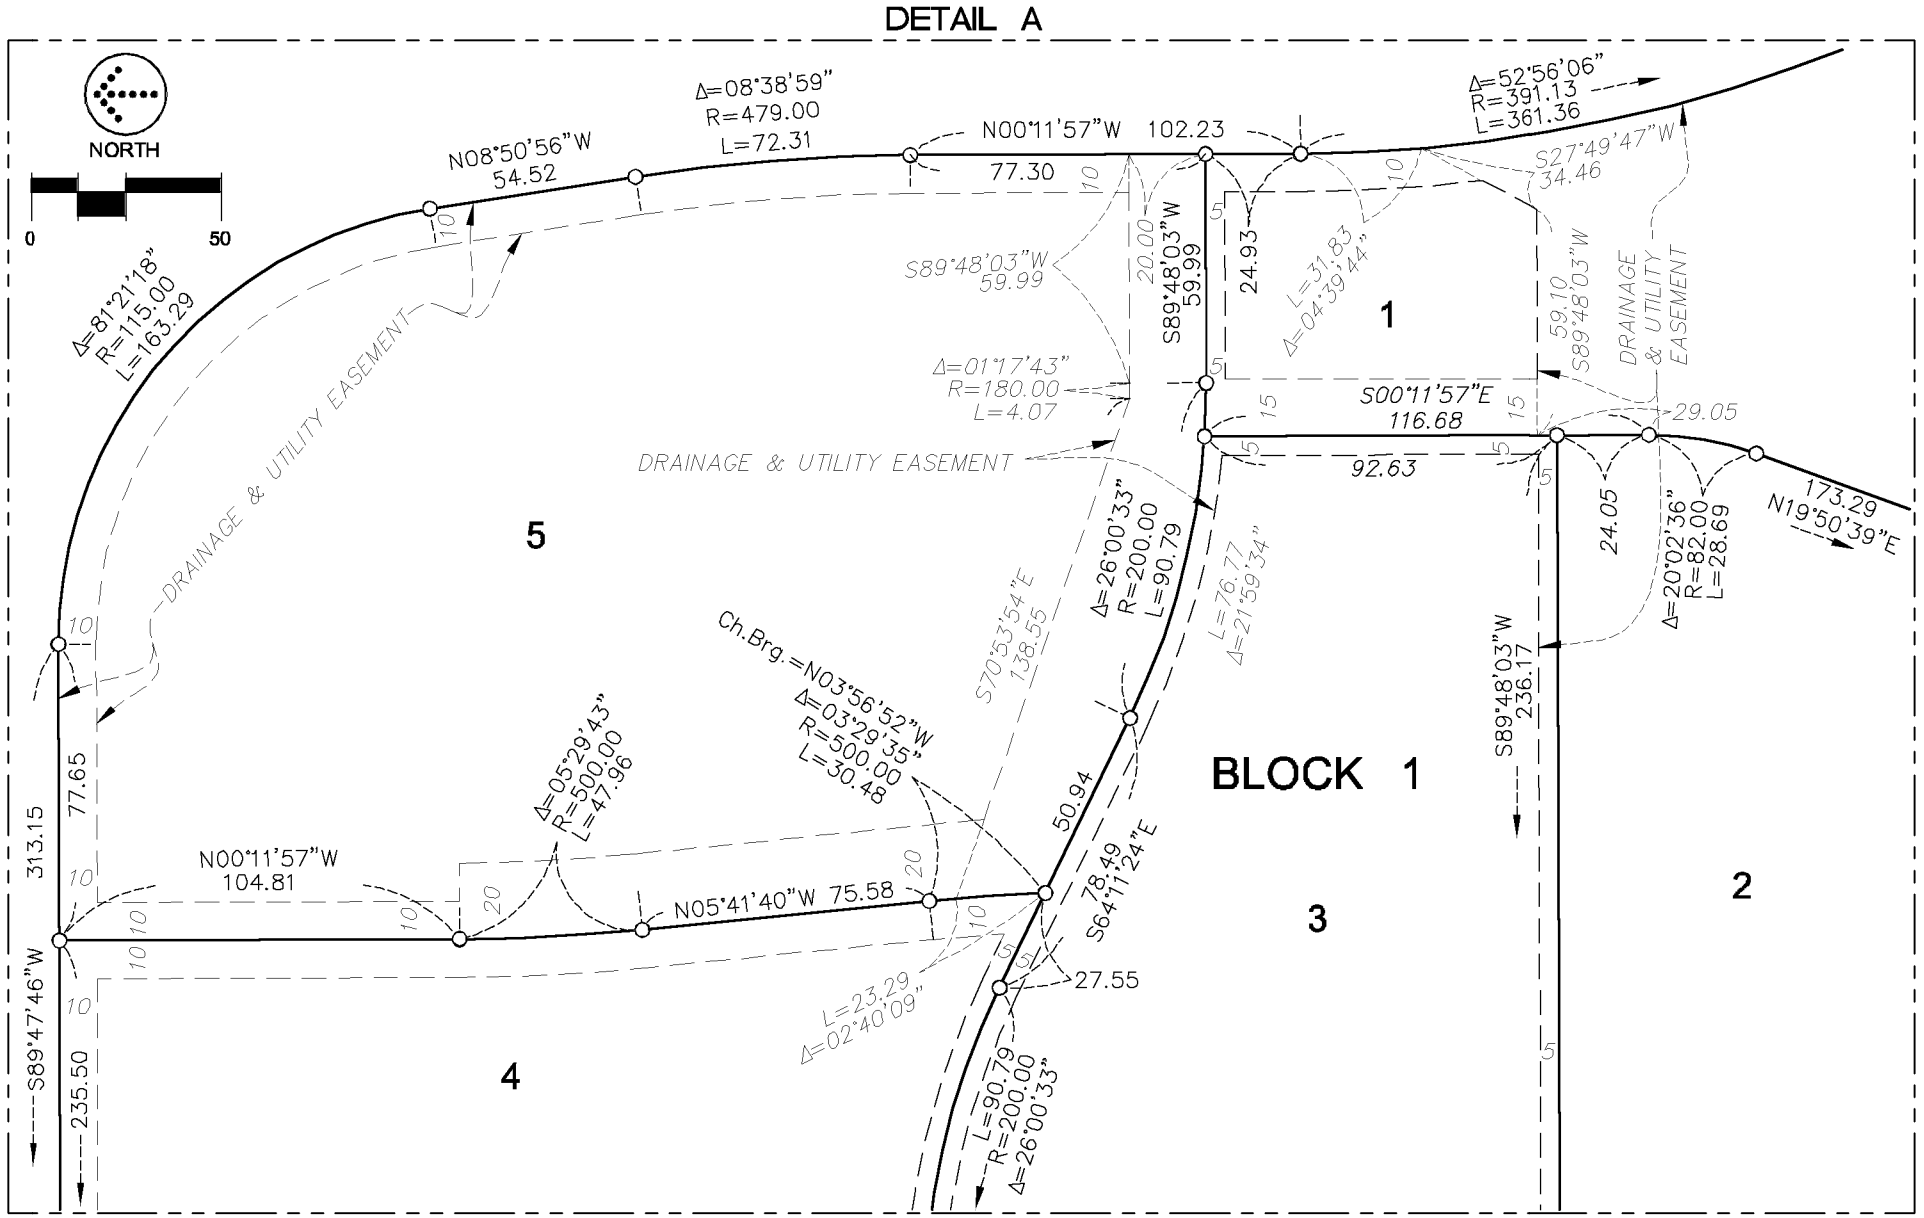 DETAIL A
NORTH
0
50
Δ=08°38'59"
R=479.00
L=72.31
N08°50'56"W
54.52
10
N00°11'57"W 102.23
77.30
10
Δ=52°56'06"
R=391.13
L=361.36
S27°49'47"W
34.46
10
Δ=81°21'18"
R=115.00
L=163.29
DRAINAGE & UTILITY EASEMENT
S89°48'03"W
59.99
20.00
S89°48'03"W
59.99
5
24.93
L=31.83
Δ=04°39'44"
1
59.10
S89°48'03"W
DRAINAGE
& UTILITY
EASEMENT
Δ=01°17'43"
R=180.00
L=4.07
5
15
S00°11'57"E
116.68
15
29.05
DRAINAGE & UTILITY EASEMENT
5
92.63
5
5
24.05
Δ=20°02'36"
R=82.00
L=28.69
173.29
N19°50'39"E
5
Δ=26°00'33"
R=200.00
L=90.79
L=76.77
Δ=21°59'34"
S70°53'54"E
138.55
10
Ch.Brg.=N03°56'52"W
Δ=03°29'35"
R=500.00
L=30.48
Δ=05°29'43"
R=500.00
L=47.96
S89°48'03"W
236.17
BLOCK 1
77.65
313.15
50.94
78.49
S64°11'24"E
N00°11'57"W
104.81
10
10
10
20
N05°41'40"W 75.58
20
10
3
2
10
10
5
5
27.55
L=23.29
Δ=02°40'09"
S89°47'46"W
235.50
4
L=90.79
R=200.00
Δ=26°00'33"
5